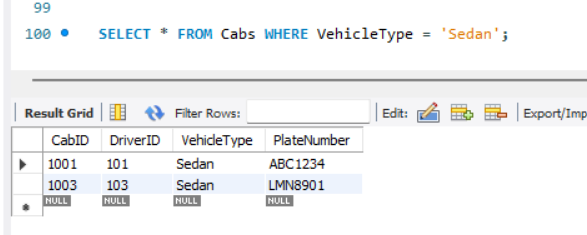 99
100 SELECT * FROM Cabs WHERE VehicleType = 'Sedan';
Result Grid Filter Rows: Edit: Export/Imp
CabID DriverID VehicleType PlateNumber
1001 101 Sedan ABC1234
1003 103 Sedan LMN8901
NULL NULL NULL NULL